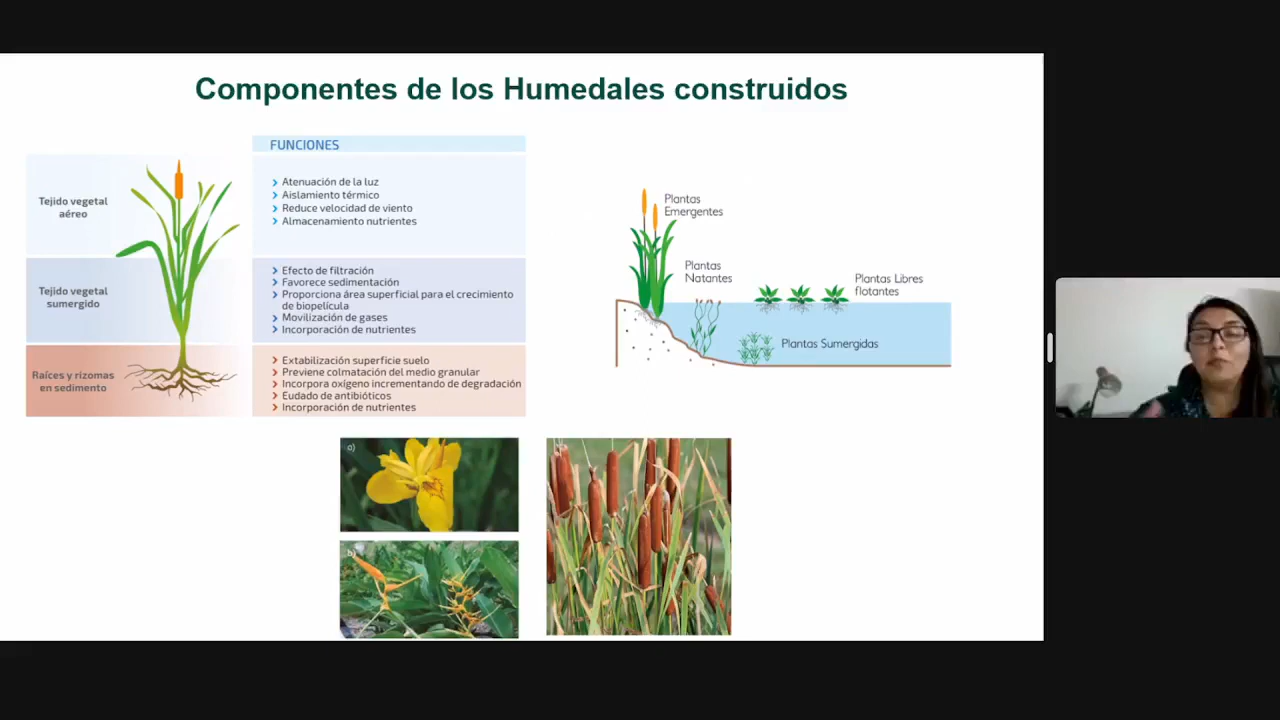 Componentes de los Humedales construidos
FUNCIONES
Tejido vegetal
aéreo
Atenuación de la luz
Aislamiento térmico
Reduce velocidad de viento
Almacenamiento nutrientes
Tejido vegetal
sumergido
Efecto de filtración
Favorece sedimentación
Proporciona área superficial para el crecimiento
de biopelícula
Movilización de gases
Incorporación de nutrientes
Raíces y rizomas
en sedimento
Extabilización superficie suelo
Previene colmatación del medio granular
Incorpora oxígeno incrementando de degradación
Eudado de antibióticos
Incorporación de nutrientes
Plantas
Emergentes
Plantas
Natantes
Plantas Libres
flotantes
Plantas Sumergidas
a)
b)